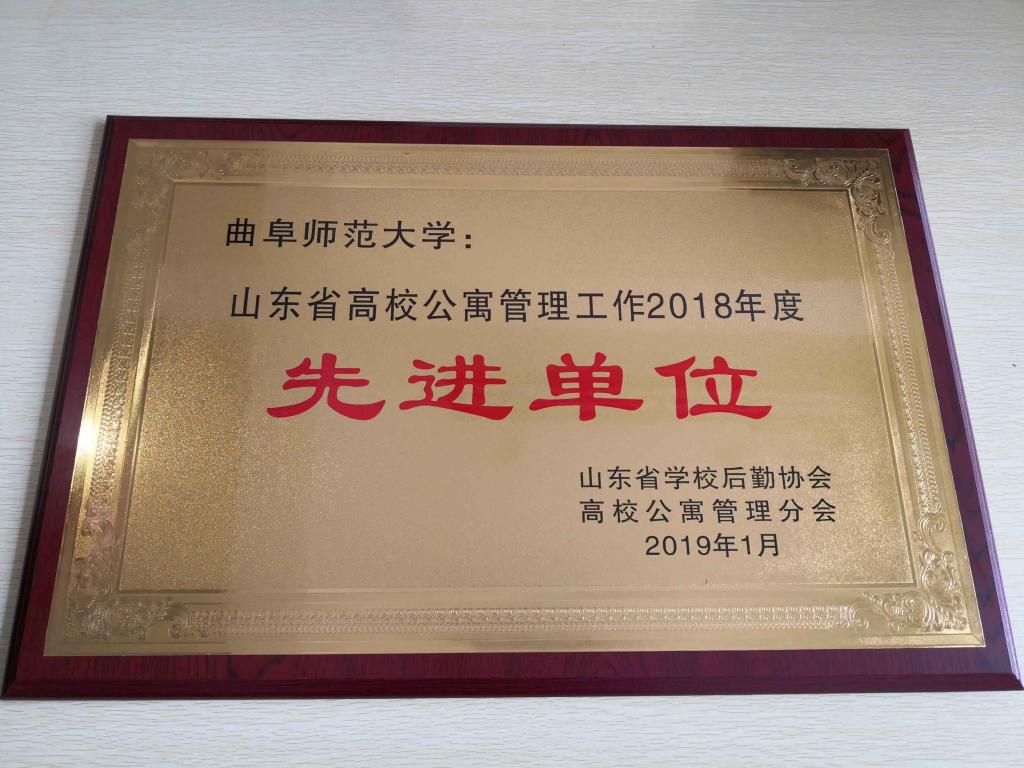 曲阜师范大学：
山东省高校公寓管理工作2018年度
先进单位
山东省学校后勤协会
高校公寓管理分会
2019年1月